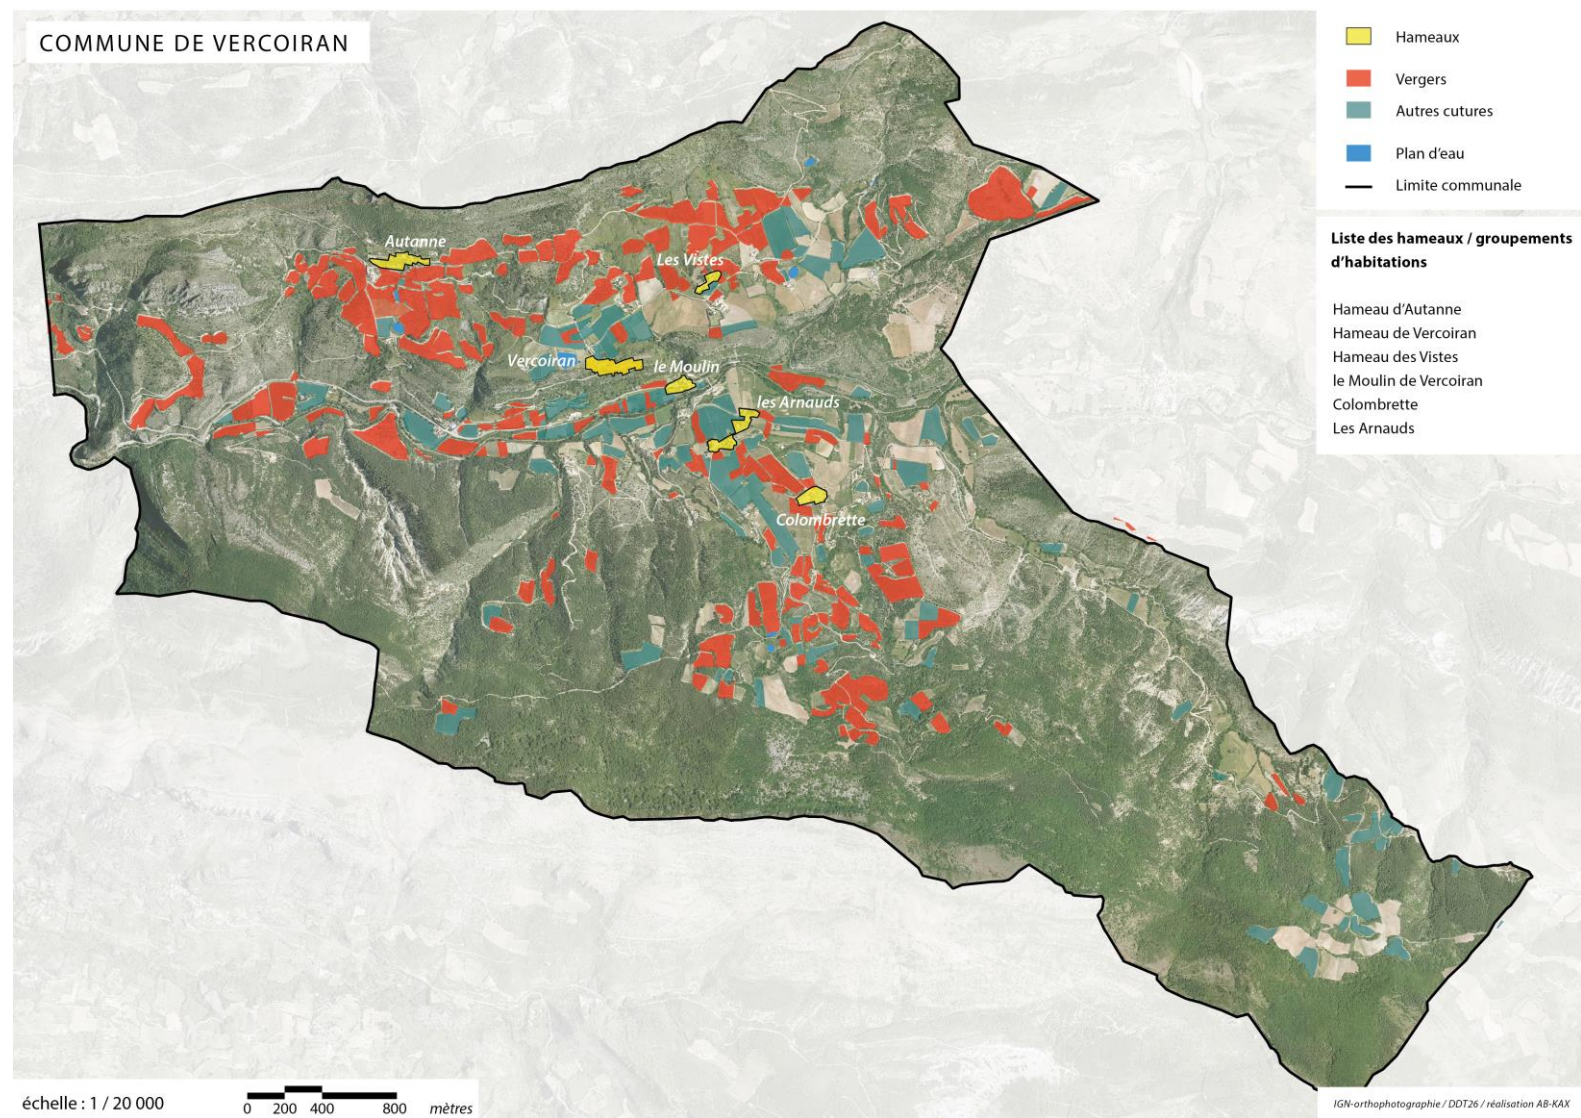 COMMUNE DE VERCOIRAN
Hameaux
Vergers
Autres cutures
Plan d'eau
Limite communale
Liste des hameaux / groupements
d'habitations
Hameau d'Autanne
Hameau de Vercoiran
Hameau des Vistes
le Moulin de Vercoiran
Colombrette
Les Arnauds
Autanne
Les Vistes
Vercoiran
le Moulin
les Arnauds
Colombrette
échelle : 1 / 20 000
0 200 400 800 mètres
IGN-orthophotographie / DDT26 / réalisation AB-KAX